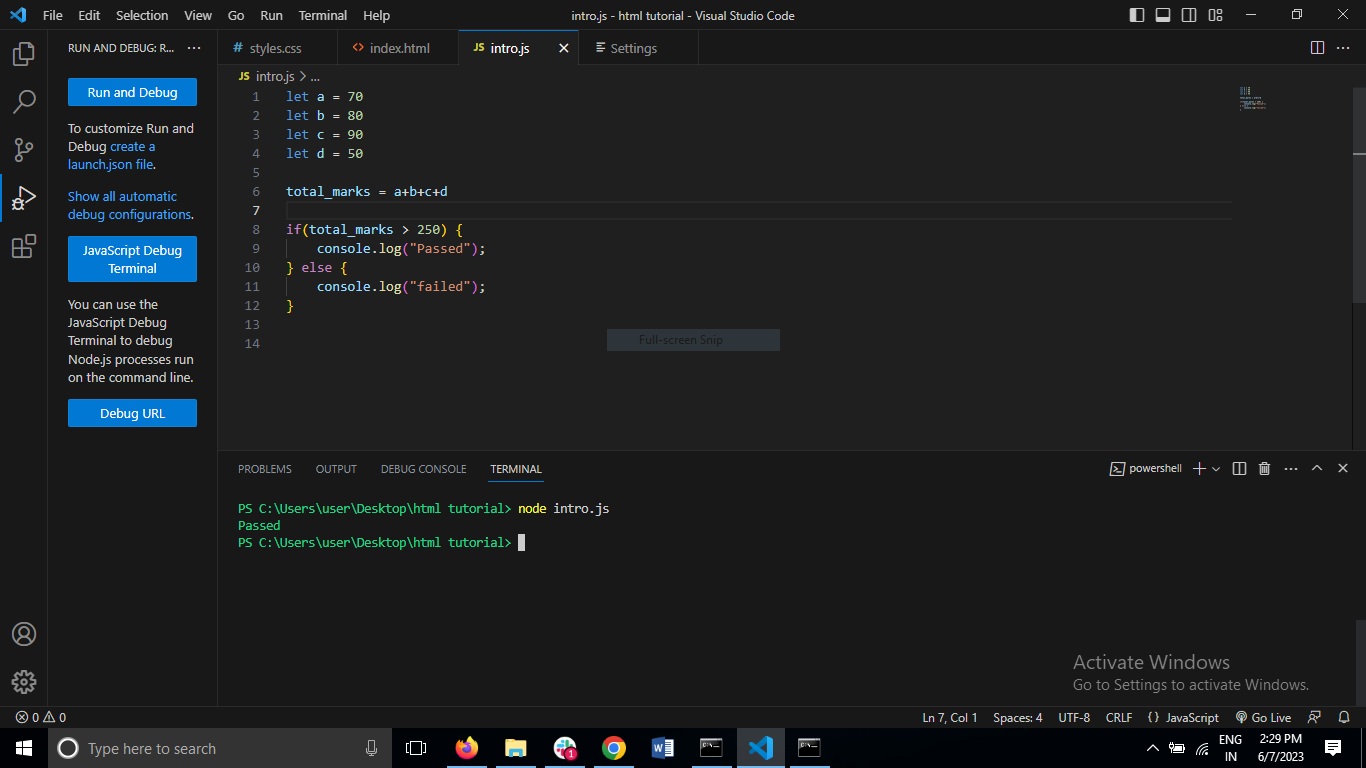 File Edit Selection View Go Run Terminal Help
intro.js - html tutorial - Visual Studio Code
RUN AND DEBUG: R...
# styles.css
<> index.html
JS intro.js
Settings
JS intro.js > ...
Run and Debug
To customize Run and
Debug create a
launch.json file.
Show all automatic
debug configurations.
JavaScript Debug
Terminal
You can use the
JavaScript Debug
Terminal to debug
Node.js processes run
on the command line.
Debug URL
1 let a = 70
2 let b = 80
3 let c = 90
4 let d = 50
5
6 total_marks = a+b+c+d
7
8 if(total_marks > 250) {
9 console.log("Passed");
10 } else {
11 console.log("failed");
12 }
13
14
Full-screen Snip
PROBLEMS OUTPUT DEBUG CONSOLE TERMINAL
powershell
PS C:\Users\user\Desktop\html tutorial> node intro.js
Passed
PS C:\Users\user\Desktop\html tutorial>
Activate Windows
Go to Settings to activate Windows.
0 0
Ln 7, Col 1 Spaces: 4 UTF-8 CRLF {} JavaScript Go Live
Type here to search
1
ENG
IN
2:29 PM
6/7/2023